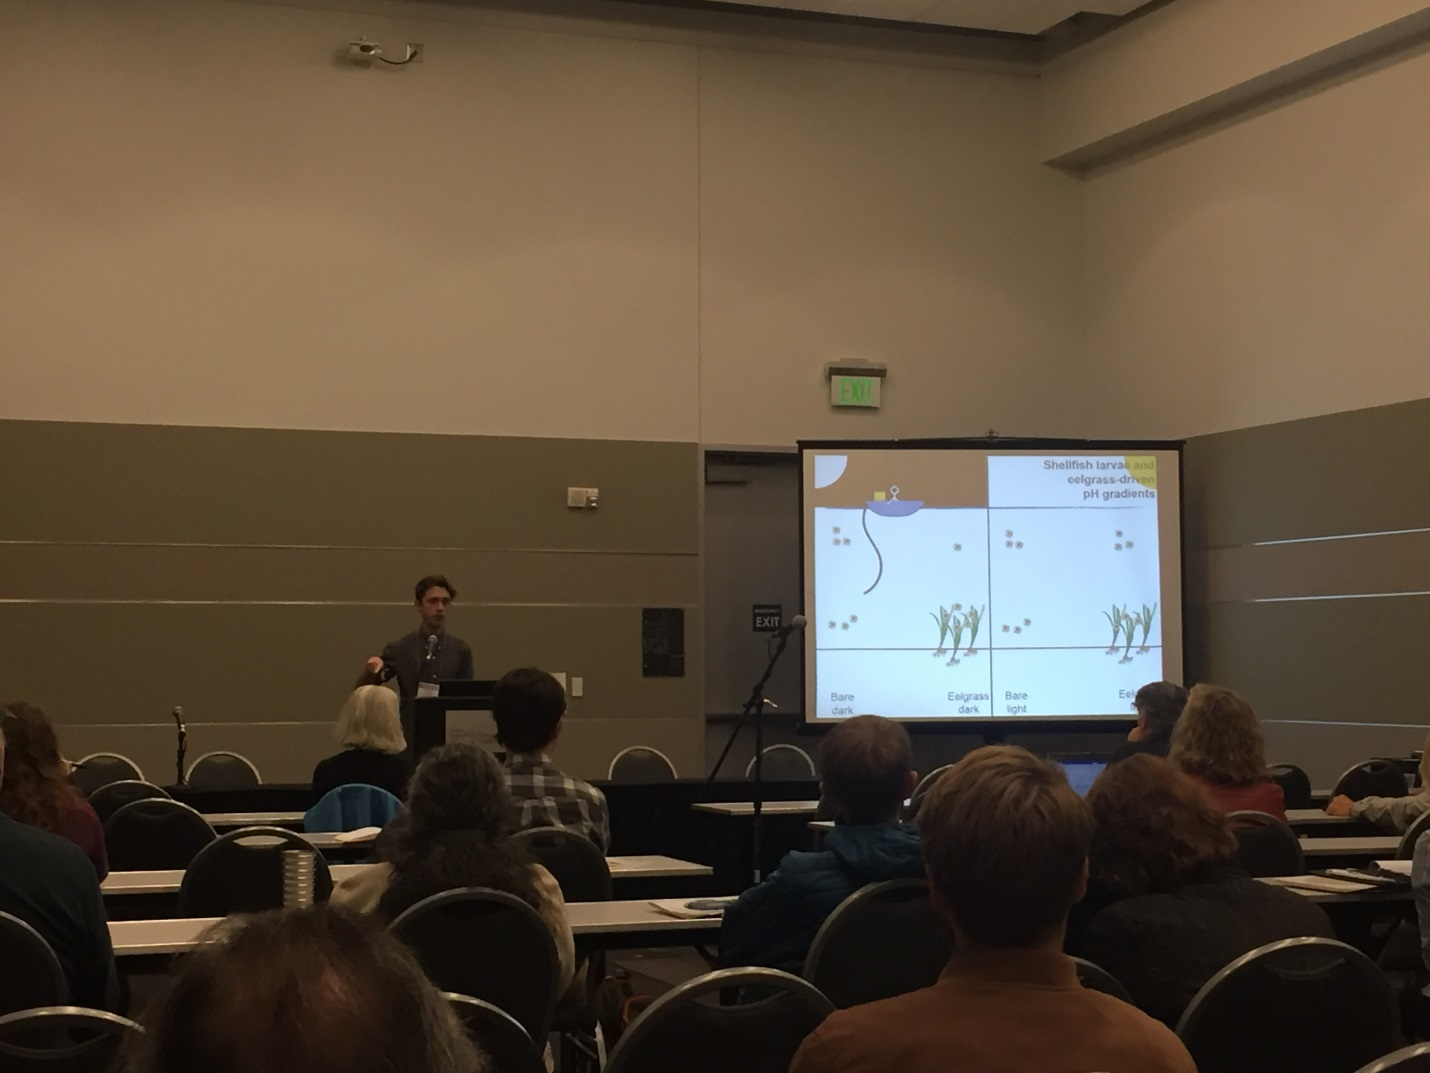 EXIT
Shellfish larvae and
eelgrass-driven
pH gradients
EXIT
Bare
dark
Eelgrass
dark
Bare
light